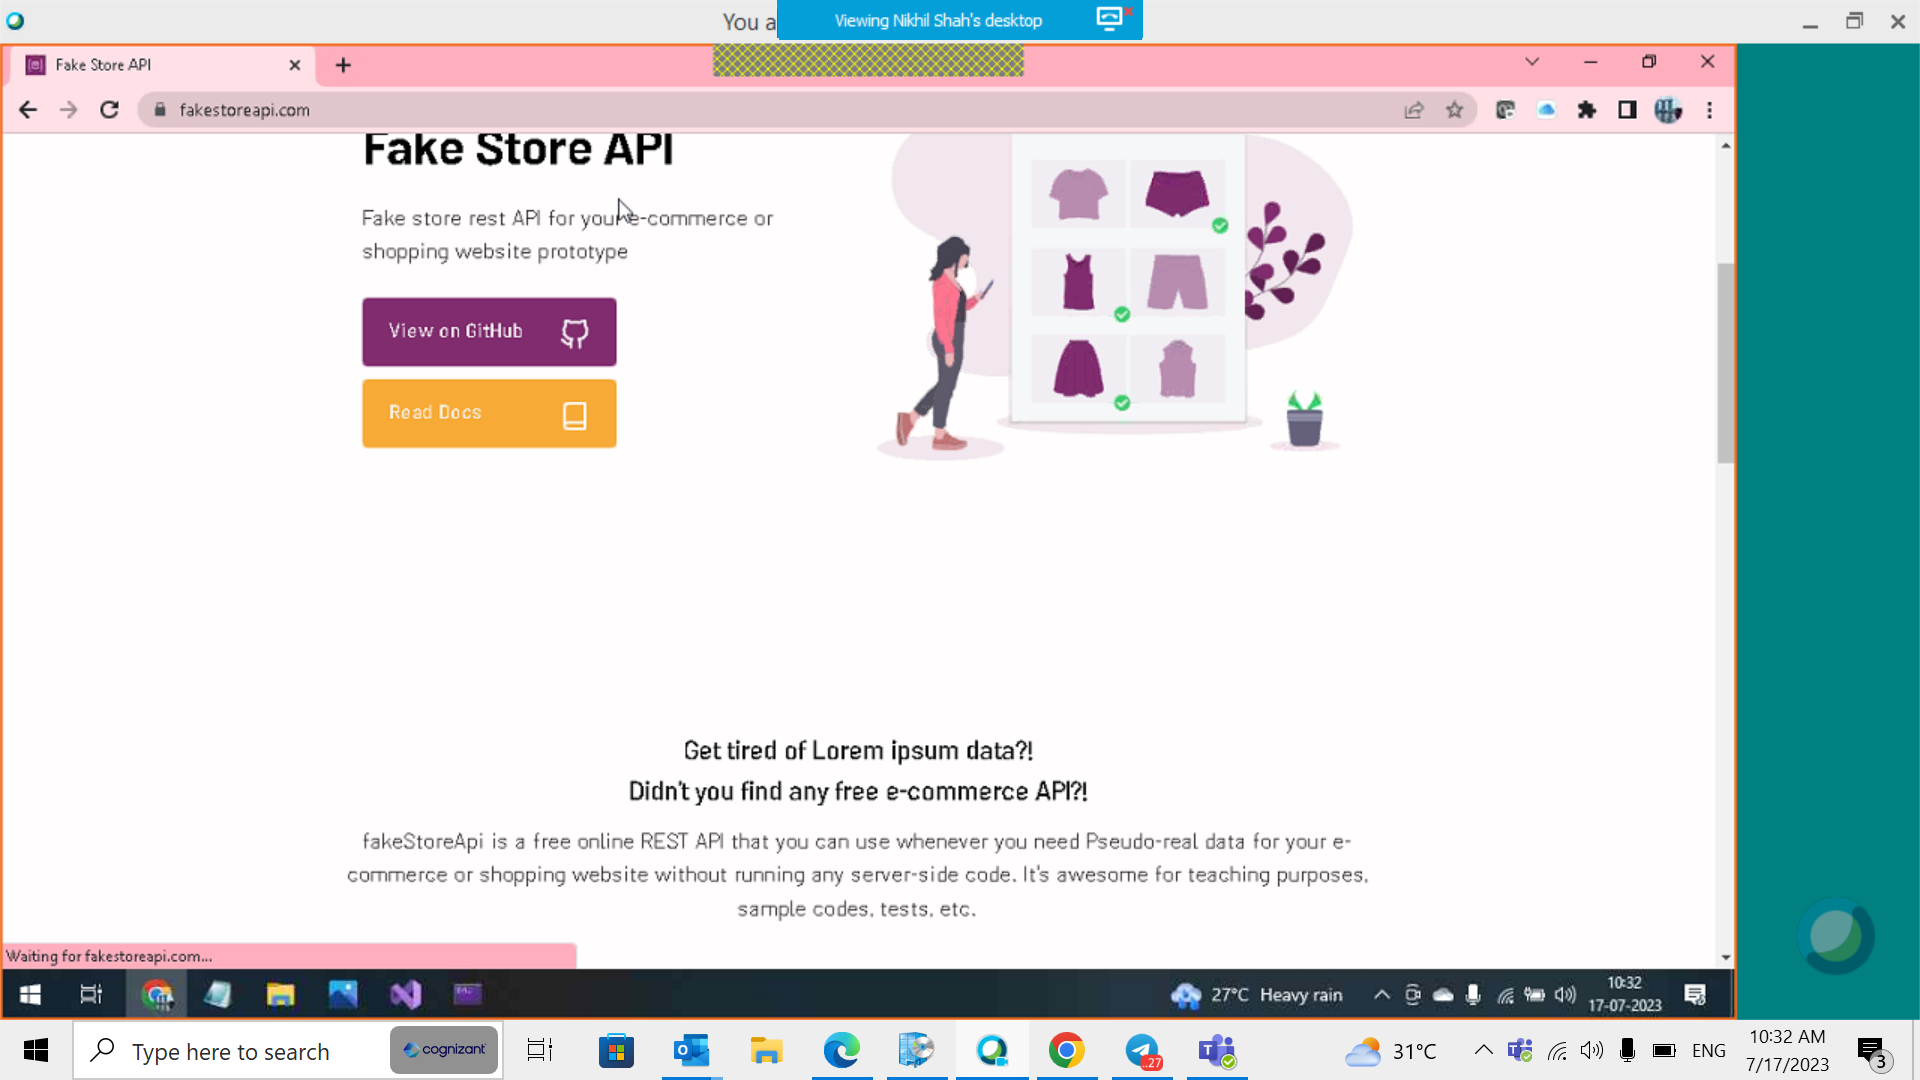 You a
Viewing Nikhil Shah's desktop
Fake Store API
fakestoreapi.com
Fake Store API
Fake store rest API for your e-commerce or
shopping website prototype
View on GitHub
Read Docs
Get tired of Lorem ipsum data?!
Didn't you find any free e-commerce API?!
fakeStoreApi is a free online REST API that you can use whenever you need Pseudo-real data for your e-
commerce or shopping website without running any server-side code. It's awesome for teaching purposes,
sample codes, tests, etc.
Waiting for fakestoreapi.com...
27°C Heavy rain
10:32
17-07-2023
Type here to search
cognizant
..27
31°C
ENG
10:32 AM
7/17/2023
3